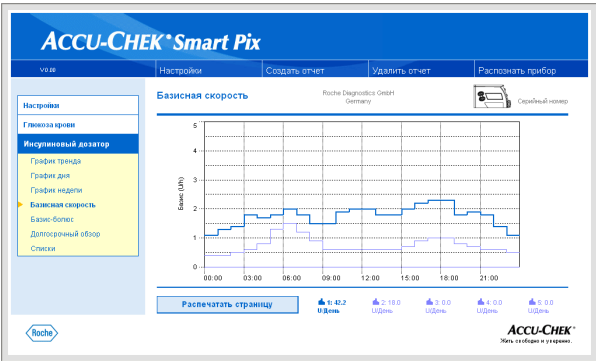 ACCU-CHEK® Smart Pix
V 0.00
Настройки Создать отчет Удалить отчет Распознать прибор
Настройки
Глюкоза крови
Инсулиновый дозатор
График тренда
График дня
График недели
Базисная скорость
Базис-болюс
Долгосрочный обзор
Списки
Базисная скорость
Roche Diagnostics GmbH
Germany
Серийный номер
Базис (U/h)
5
4
3
2
1
0
00:00 03:00 06:00 09:00 12:00 15:00 18:00 21:00
Распечатать страницу
1: 42.2 2: 18.0 3: 0.0 4: 0.0 5: 0.0
U/День U/День U/День U/День U/День
Roche
ACCU-CHEK®
Жить свободно и уверенно.